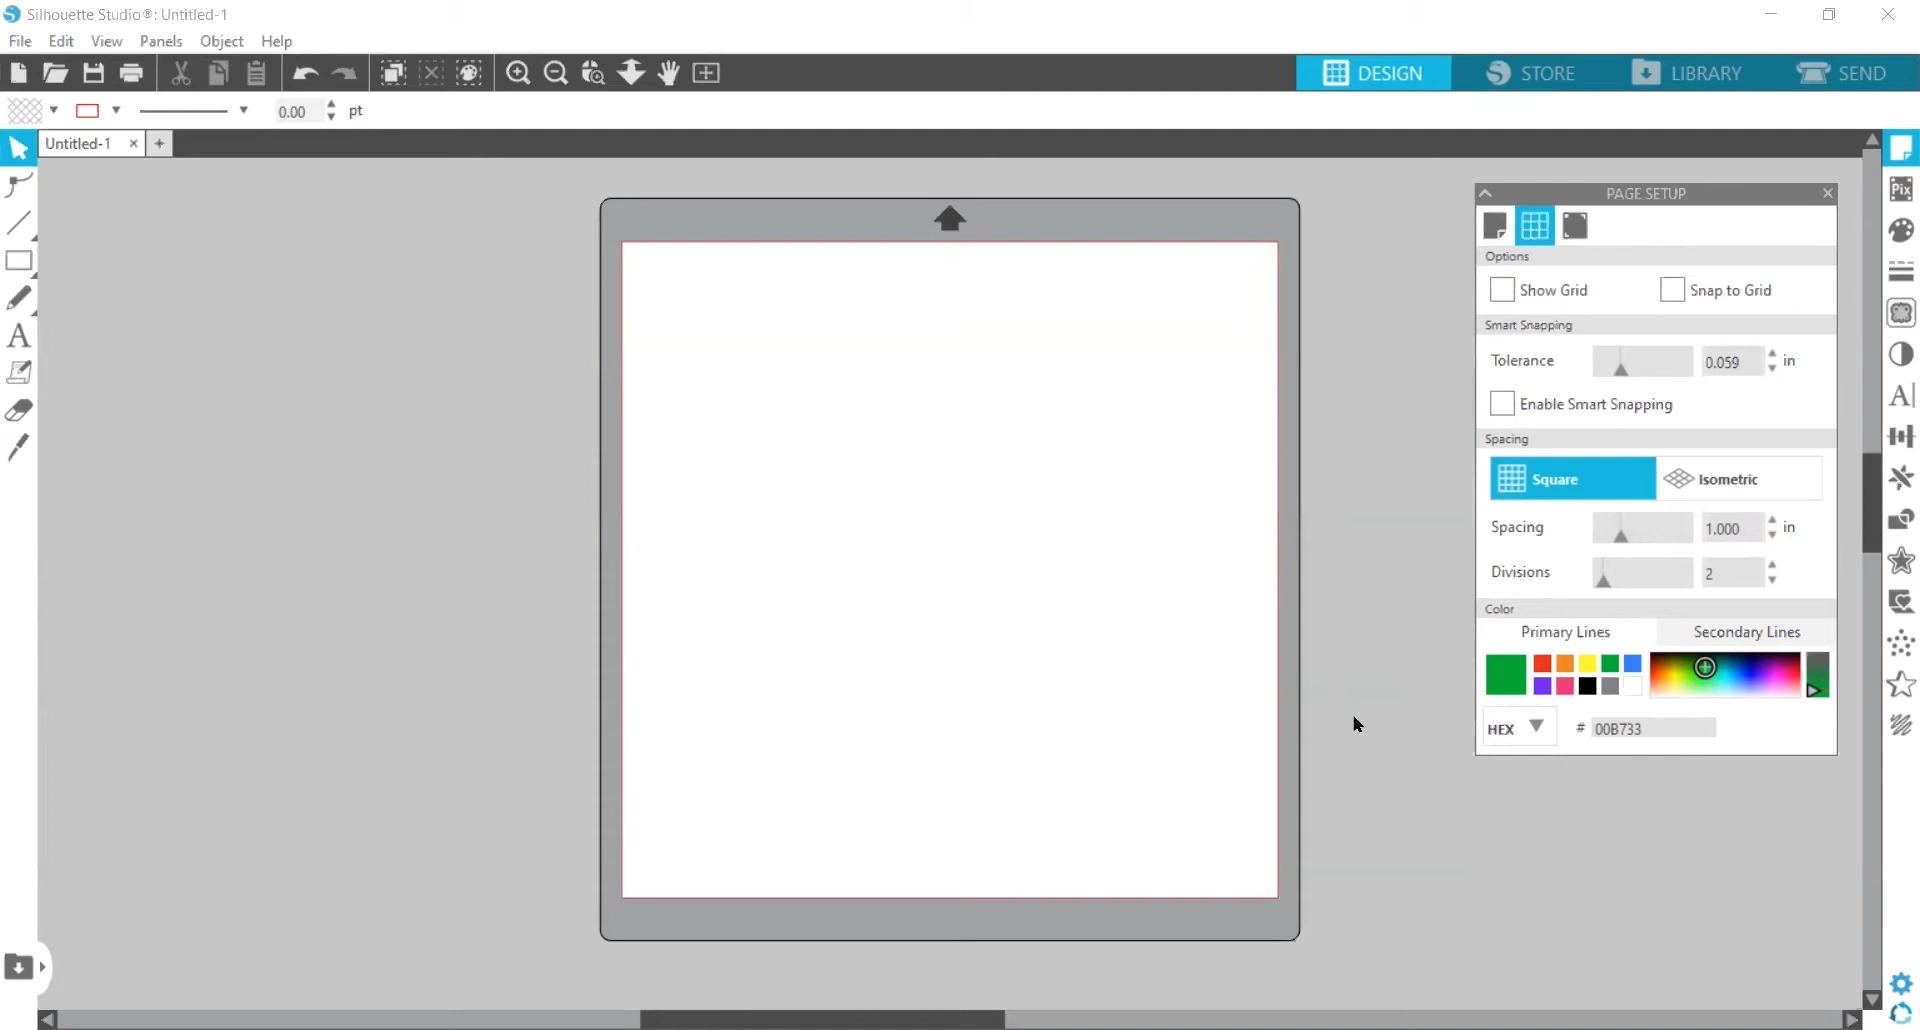 Silhouette Studio®: Untitled-1
File Edit View Panels Object Help
DESIGN STORE LIBRARY SEND
0.00 pt
Untitled-1 × +
PAGE SETUP
Pix
Options
Show Grid Snap to Grid
Smart Snapping
Tolerance 0.059 in
Enable Smart Snapping
Spacing
Square Isometric
Spacing 1.000 in
Divisions 2
Color
Primary Lines Secondary Lines
HEX # 00B733